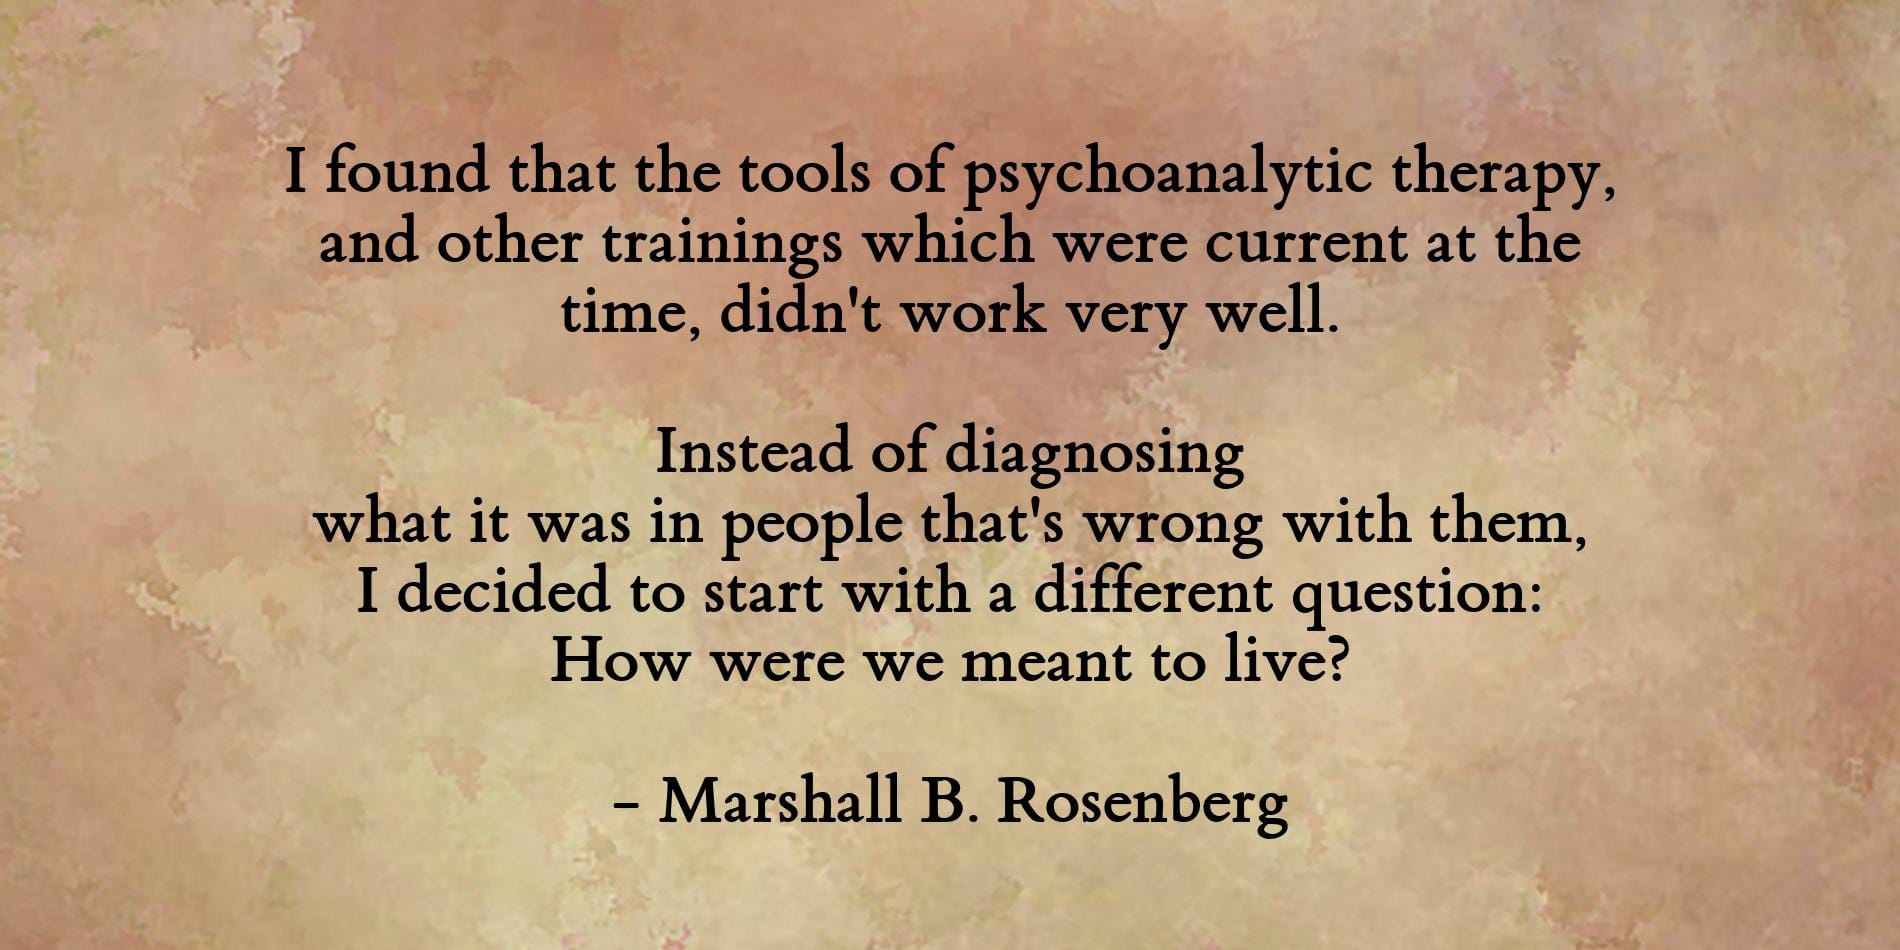 I found that the tools of psychoanalytic therapy,
and other trainings which were current at the
time, didn't work very well.
Instead of diagnosing
what it was in people that's wrong with them,
I decided to start with a different question:
How were we meant to live?
– Marshall B. Rosenberg